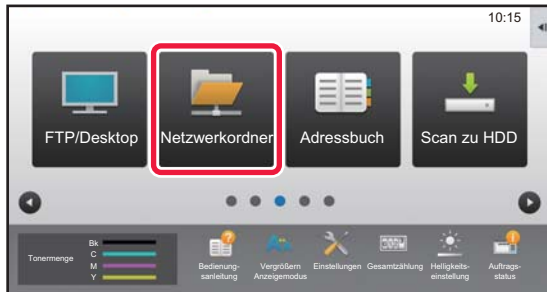 10:15
FTP/Desktop
Netzwerkordner
Adressbuch
Scan zu HDD
Tonermenge
Bk
C
M
Y
Bedienung-
sanleitung
Vergrößern
Anzeigemodus
Einstellungen
Gesamtzählung
Helligkeits-
einstellung
Auftrags-
status